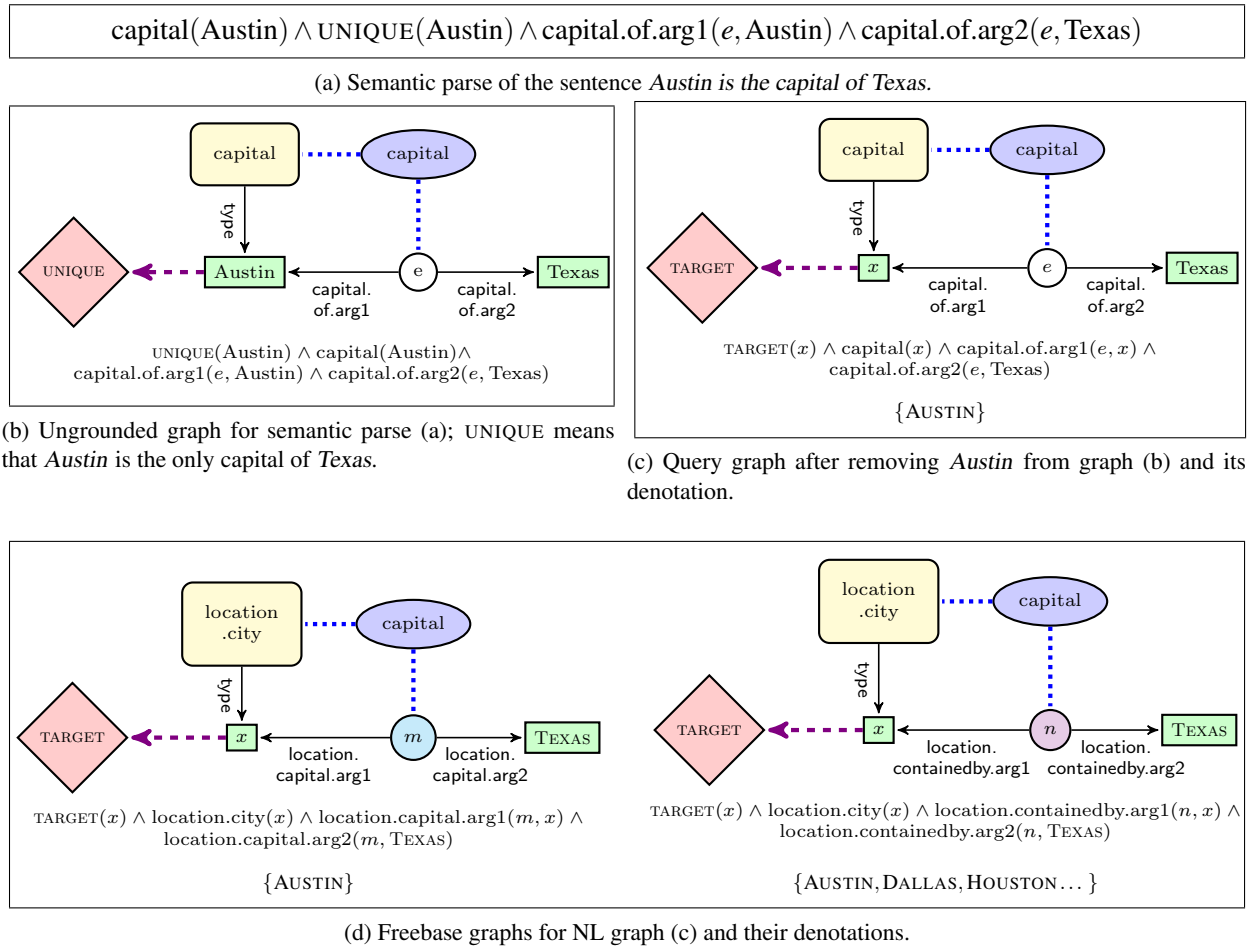 capital(Austin) ∧ UNIQUE(Austin) ∧ capital.of.arg1(e, Austin) ∧ capital.of.arg2(e, Texas)
(a) Semantic parse of the sentence Austin is the capital of Texas.
capital
capital
type
UNIQUE
Austin
e
Texas
capital.
of.arg1
capital.
of.arg2
UNIQUE(Austin) ∧ capital(Austin)∧
capital.of.arg1(e, Austin) ∧ capital.of.arg2(e, Texas)
(b) Ungrounded graph for semantic parse (a); UNIQUE means
that Austin is the only capital of Texas.
capital
capital
type
TARGET
x
e
Texas
capital.
of.arg1
capital.
of.arg2
TARGET(x) ∧ capital(x) ∧ capital.of.arg1(e, x) ∧
capital.of.arg2(e, Texas)
{AUSTIN}
(c) Query graph after removing Austin from graph (b) and its
denotation.
location
.city
capital
type
TARGET
x
m
TEXAS
location.
capital.arg1
location.
capital.arg2
TARGET(x) ∧ location.city(x) ∧ location.capital.arg1(m, x) ∧
location.capital.arg2(m, TEXAS)
{AUSTIN}
location
.city
capital
type
TARGET
x
n
TEXAS
location.
containedby.arg1
location.
containedby.arg2
TARGET(x) ∧ location.city(x) ∧ location.containedby.arg1(n, x) ∧
location.containedby.arg2(n, TEXAS)
{AUSTIN, DALLAS, HOUSTON... }
(d) Freebase graphs for NL graph (c) and their denotations.